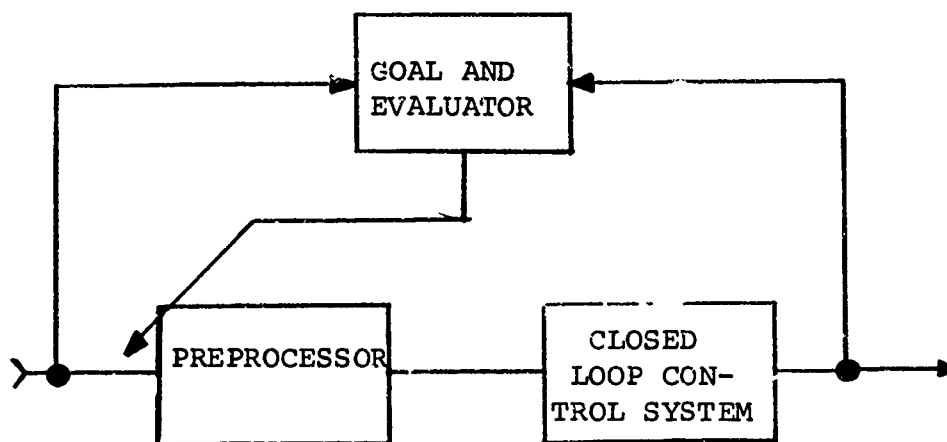 GOAL AND
EVALUATOR
PREPROCESSOR
CLOSED
LOOP CON-
TROL SYSTEM